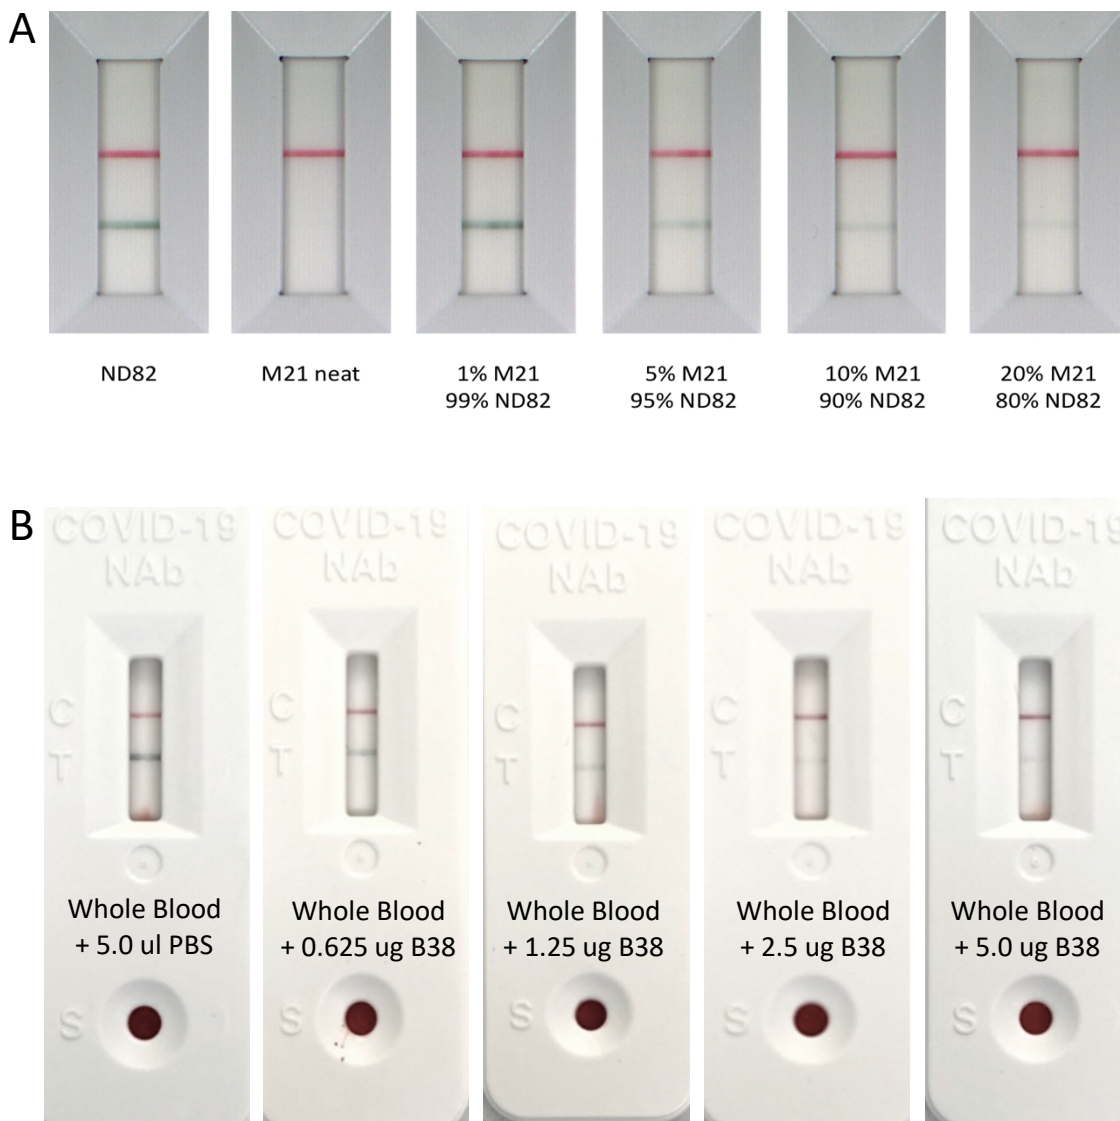 A
ND82
M21 neat
1% M21
99% ND82
5% M21
95% ND82
10% M21
90% ND82
20% M21
80% ND82
B
COVID-19
NAb
C
T
Whole Blood
+ 5.0 ul PBS
S
COVID-19
NAb
C
T
Whole Blood
+ 0.625 ug B38
S
COVID-19
NAb
C
T
Whole Blood
+ 1.25 ug B38
S
COVID-19
NAb
C
T
Whole Blood
+ 2.5 ug B38
S
COVID-19
NAb
C
T
Whole Blood
+ 5.0 ug B38
S